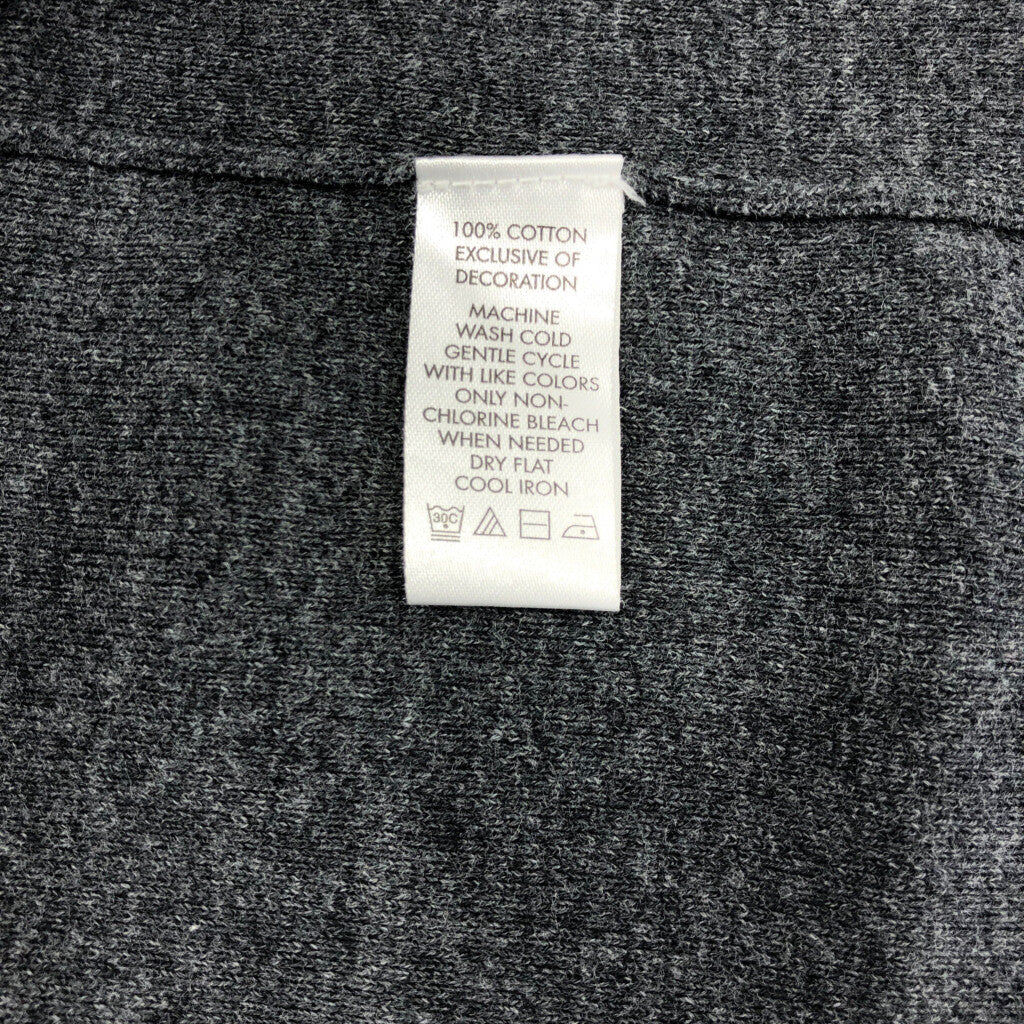 100% COTTON
EXCLUSIVE OF
DECORATION
MACHINE
WASH COLD
GENTLE CYCLE
WITH LIKE COLORS
ONLY NON-
CHLORINE BLEACH
WHEN NEEDED
DRY FLAT
COOL IRON
30C